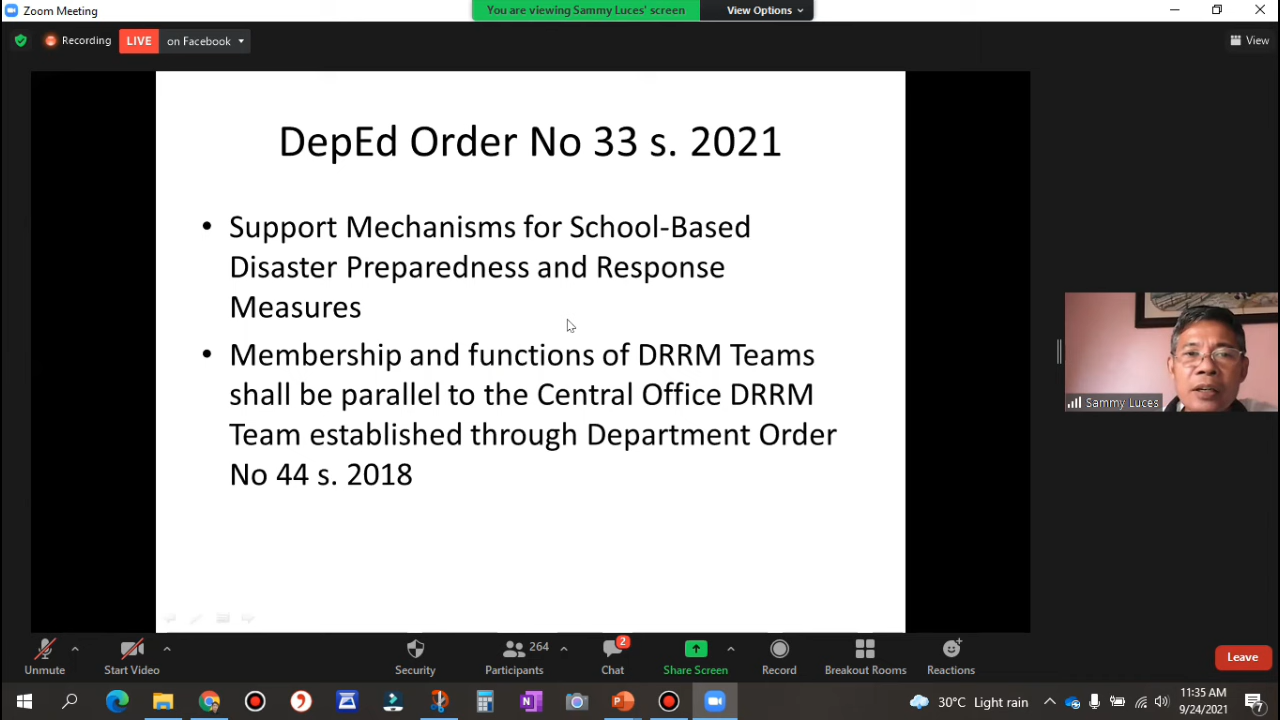 Zoom Meeting
You are viewing Sammy Luces' screen
View Options
Recording
LIVE
on Facebook
View
DepEd Order No 33 s. 2021
• Support Mechanisms for School-Based
Disaster Preparedness and Response
Measures
• Membership and functions of DRRM Teams
shall be parallel to the Central Office DRRM
Team established through Department Order
No 44 s. 2018
Sammy Luces
Unmute
Start Video
Security
264
Participants
2
Chat
Share Screen
Record
Breakout Rooms
Reactions
Leave
30°C Light rain
11:35 AM
9/24/2021
7